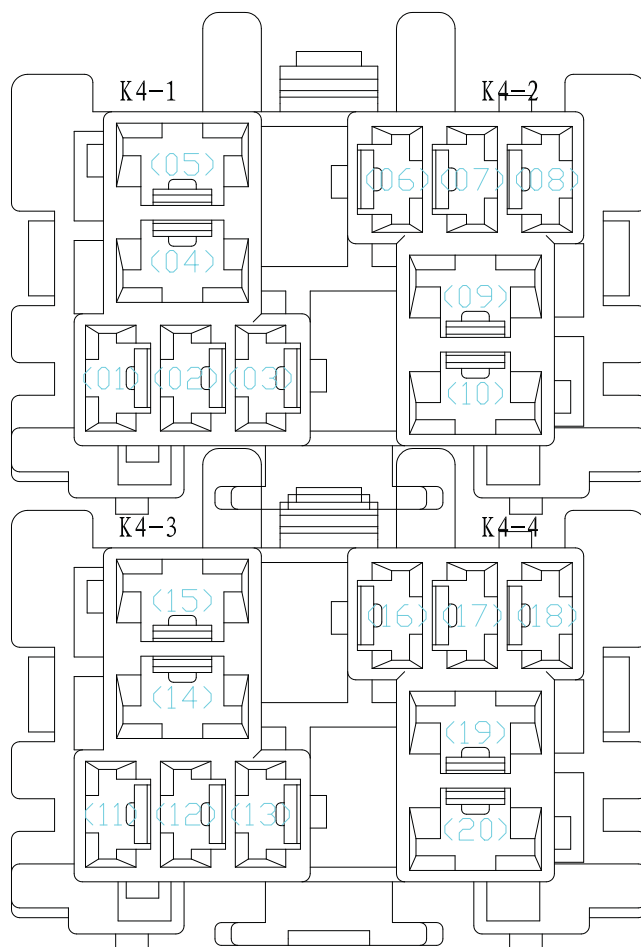 K4-1 K4-2
(05) (06) (07) (08)
(04) (09)
(01) (02) (03) (10)
K4-3 K4-4
(15) (16) (17) (18)
(14) (19)
(11) (12) (13) (20)